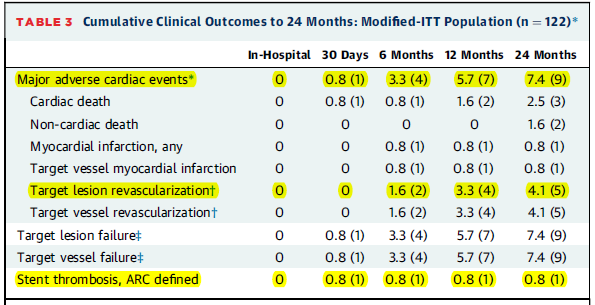 TABLE 3 Cumulative Clinical Outcomes to 24 Months: Modified-ITT Population (n = 122)*
In-Hospital 30 Days 6 Months 12 Months 24 Months
Major adverse cardiac events* 0 0.8 (1) 3.3 (4) 5.7 (7) 7.4 (9)
Cardiac death 0 0.8 (1) 0.8 (1) 1.6 (2) 2.5 (3)
Non-cardiac death 0 0 0 0 1.6 (2)
Myocardial infarction, any 0 0 0.8 (1) 0.8 (1) 0.8 (1)
Target vessel myocardial infarction 0 0 0.8 (1) 0.8 (1) 0.8 (1)
Target lesion revascularization† 0 0 1.6 (2) 3.3 (4) 4.1 (5)
Target vessel revascularization† 0 0 1.6 (2) 3.3 (4) 4.1 (5)
Target lesion failure‡ 0 0.8 (1) 3.3 (4) 5.7 (7) 7.4 (9)
Target vessel failure‡ 0 0.8 (1) 3.3 (4) 5.7 (7) 7.4 (9)
Stent thrombosis, ARC defined 0 0.8 (1) 0.8 (1) 0.8 (1) 0.8 (1)